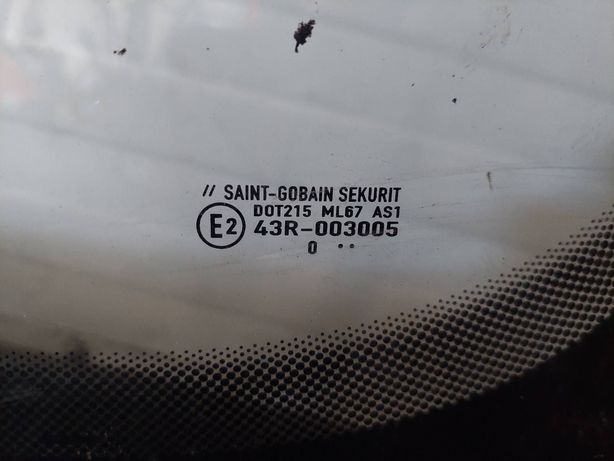 // SAINT-GOBAIN SEKURIT
DOT215 ML67 AS1
E2 43R-003005
0 ••